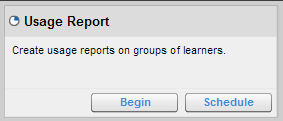 Usage Report
Create usage reports on groups of learners.
Begin
Schedule